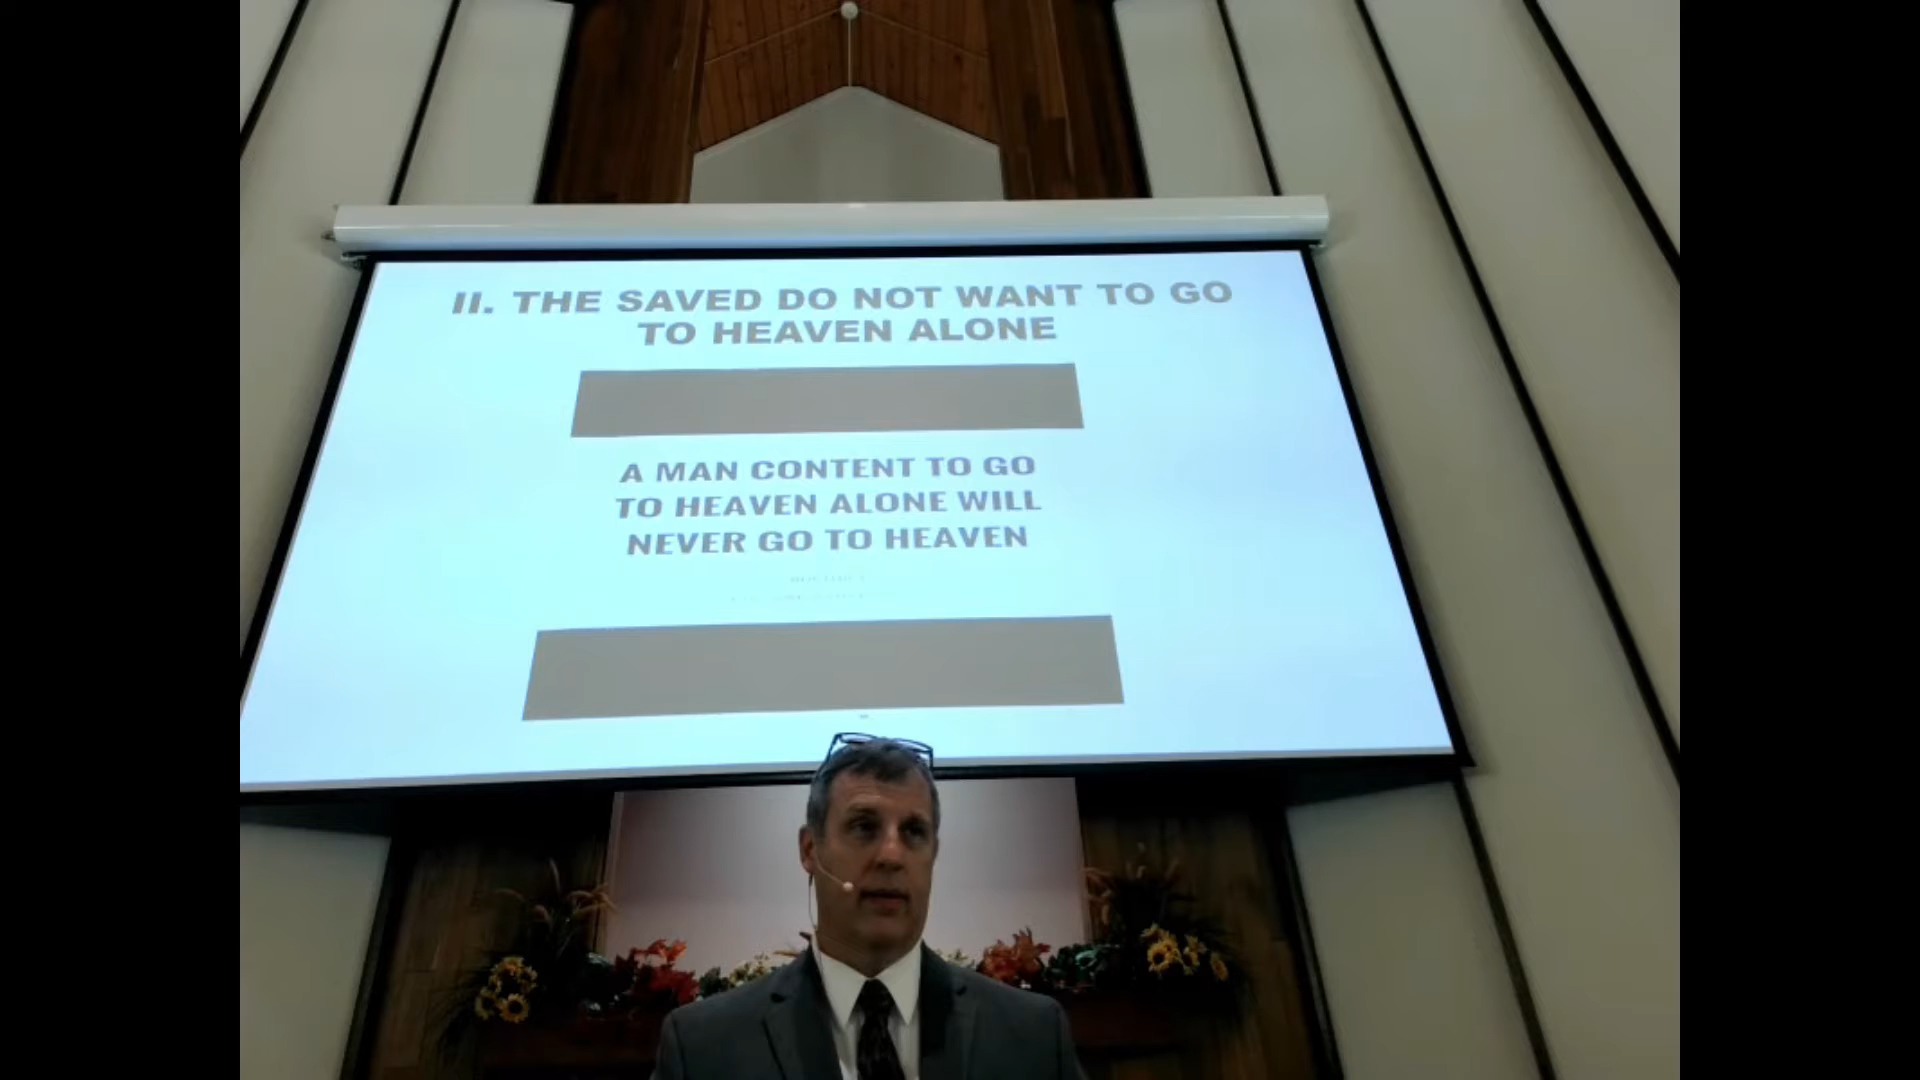 II. THE SAVED DO NOT WANT TO GO
TO HEAVEN ALONE
A MAN CONTENT TO GO
TO HEAVEN ALONE WILL
NEVER GO TO HEAVEN